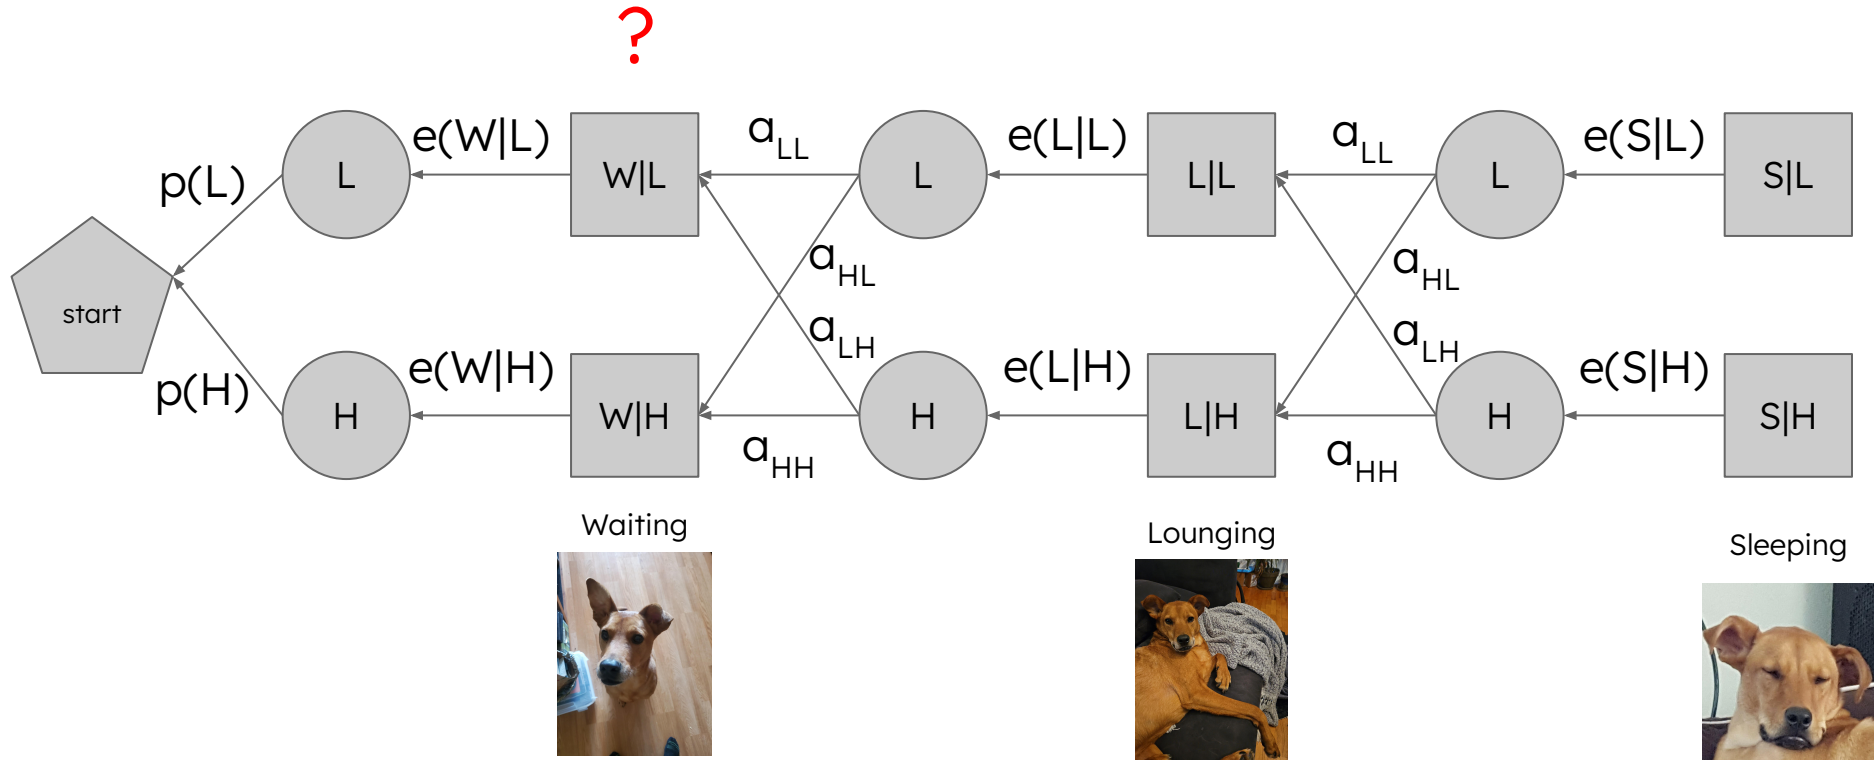 ?
e(W|L)
a_LL
e(L|L)
a_LL
e(S|L)
p(L)
L
W|L
L
L|L
L
S|L
a_HL
a_HL
start
a_LH
a_LH
p(H)
e(W|H)
e(L|H)
e(S|H)
H
W|H
H
L|H
H
S|H
a_HH
a_HH
Waiting
Lounging
Sleeping